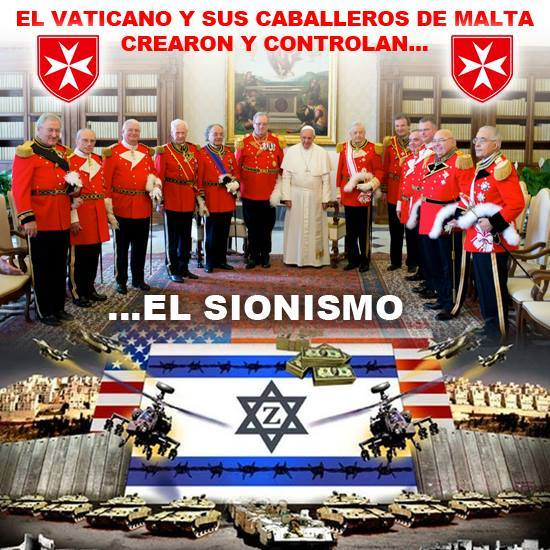 EL VATICANO Y SUS CABALLEROS DE MALTA
CREARON Y CONTROLAN...
...EL SIONISMO
Z